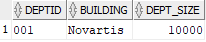 DEPTID BUILDING DEPT_SIZE
1 001 Novartis 10000